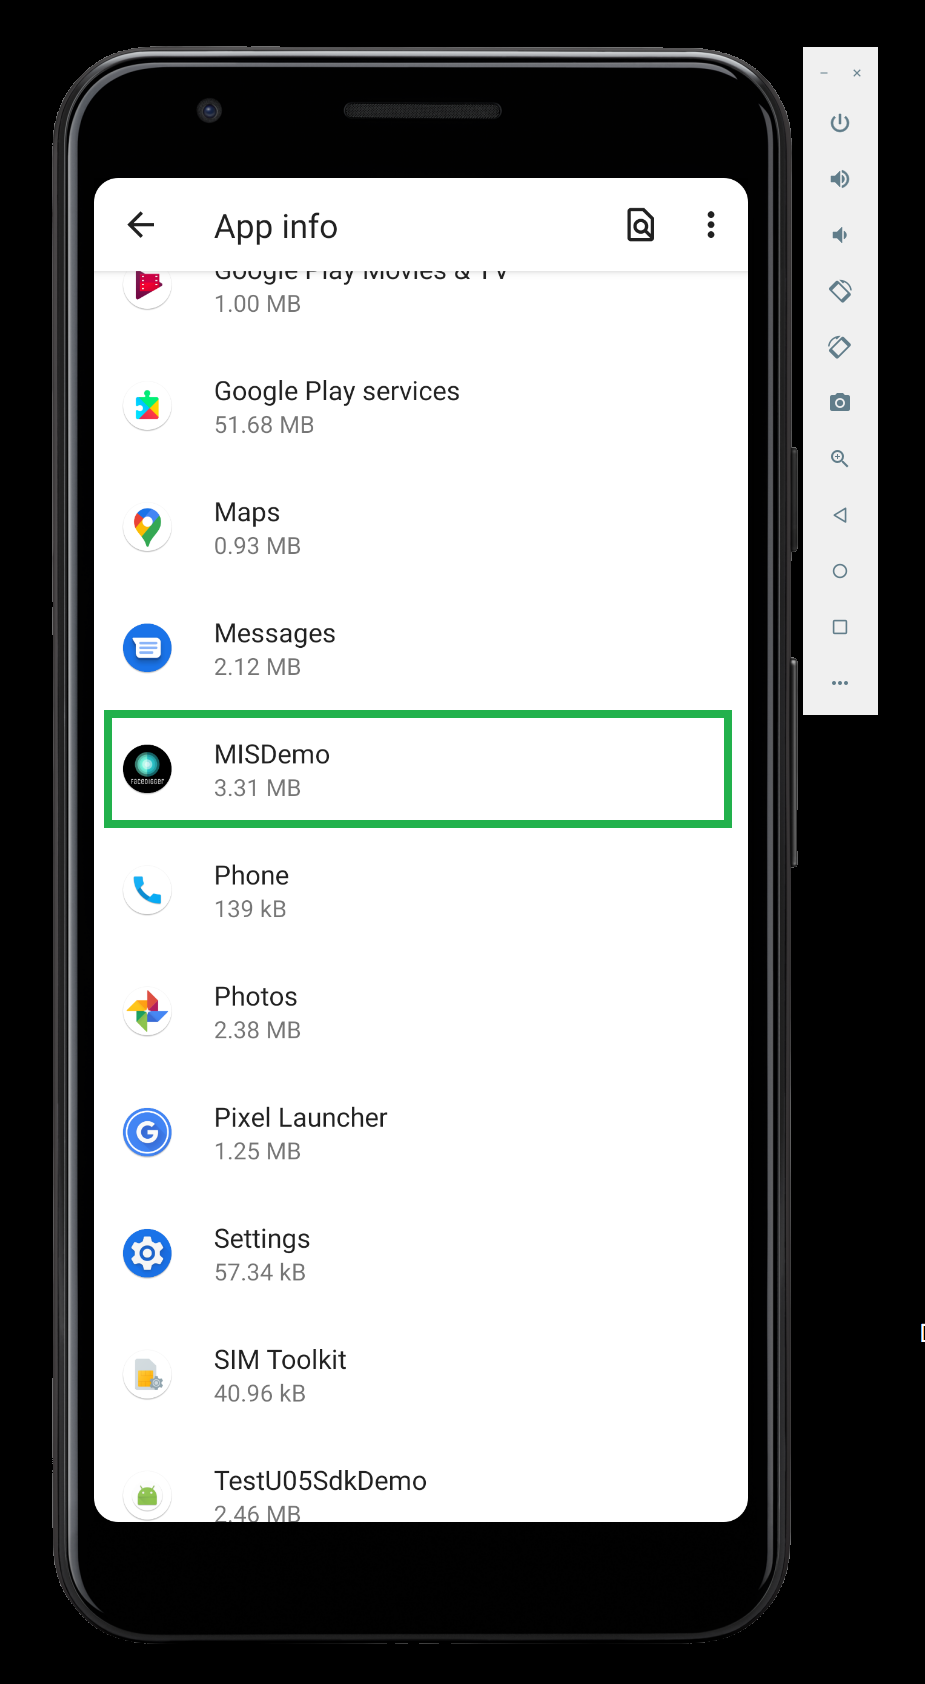 App info
Google Play Movies & TV
1.00 MB
Google Play services
51.68 MB
Maps
0.93 MB
Messages
2.12 MB
MISDemo
3.31 MB
FACEDIGGER
Phone
139 kB
Photos
2.38 MB
Pixel Launcher
1.25 MB
Settings
57.34 kB
SIM Toolkit
40.96 kB
TestU05SdkDemo
2.46 MB